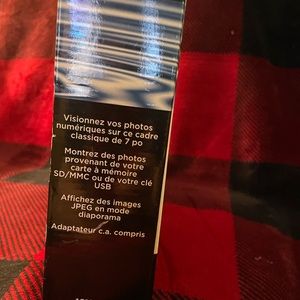 Visionnez vos photos
numériques sur ce cadre
classique de 7 po
Montrez des photos
provenant de votre
carte à mémoire
SD/MMC ou de votre clé
USB
Affichez des images
JPEG en mode
diaporama
Adaptateur c.a. compris